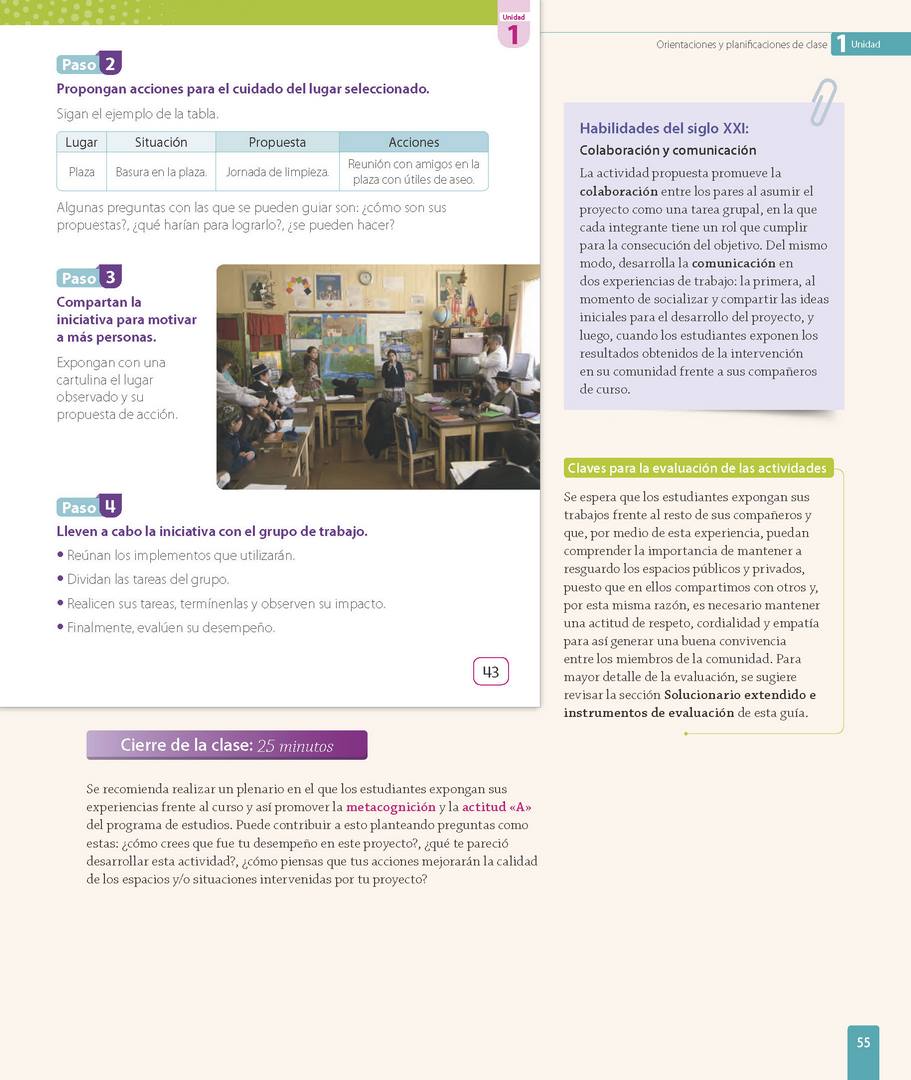 Unidad
1
Orientaciones y planificaciones de clase 1 Unidad
Paso 2
Propongan acciones para el cuidado del lugar seleccionado.
Sigan el ejemplo de la tabla.
Lugar Situación Propuesta Acciones
Plaza Basura en la plaza. Jornada de limpieza. Reunión con amigos en la
plaza con útiles de aseo.
Algunas preguntas con las que se pueden guiar son: ¿cómo son sus
propuestas?, ¿qué harían para lograrlo?, ¿se pueden hacer?
Paso 3
Compartan la
iniciativa para motivar
a más personas.
Expongan con una
cartulina el lugar
observado y su
propuesta de acción.
Paso 4
Lleven a cabo la iniciativa con el grupo de trabajo.
• Reúnan los implementos que utilizarán.
• Dividan las tareas del grupo.
• Realicen sus tareas, termínenlas y observen su impacto.
• Finalmente, evalúen su desempeño.
43
Habilidades del siglo XXI:
Colaboración y comunicación
La actividad propuesta promueve la
colaboración entre los pares al asumir el
proyecto como una tarea grupal, en la que
cada integrante tiene un rol que cumplir
para la consecución del objetivo. Del mismo
modo, desarrolla la comunicación en
dos experiencias de trabajo: la primera, al
momento de socializar y compartir las ideas
iniciales para el desarrollo del proyecto, y
luego, cuando los estudiantes exponen los
resultados obtenidos de la intervención
en su comunidad frente a sus compañeros
de curso.
Claves para la evaluación de las actividades
Se espera que los estudiantes expongan sus
trabajos frente al resto de sus compañeros y
que, por medio de esta experiencia, puedan
comprender la importancia de mantener a
resguardo los espacios públicos y privados,
puesto que en ellos compartimos con otros y,
por esta misma razón, es necesario mantener
una actitud de respeto, cordialidad y empatía
para así generar una buena convivencia
entre los miembros de la comunidad. Para
mayor detalle de la evaluación, se sugiere
revisar la sección Solucionario extendido e
instrumentos de evaluación de esta guía.
Cierre de la clase: 25 minutos
Se recomienda realizar un plenario en el que los estudiantes expongan sus
experiencias frente al curso y así promover la metacognición y la actitud «A»
del programa de estudios. Puede contribuir a esto planteando preguntas como
estas: ¿cómo crees que fue tu desempeño en este proyecto?, ¿qué te pareció
desarrollar esta actividad?, ¿cómo piensas que tus acciones mejorarán la calidad
de los espacios y/o situaciones intervenidas por tu proyecto?
55